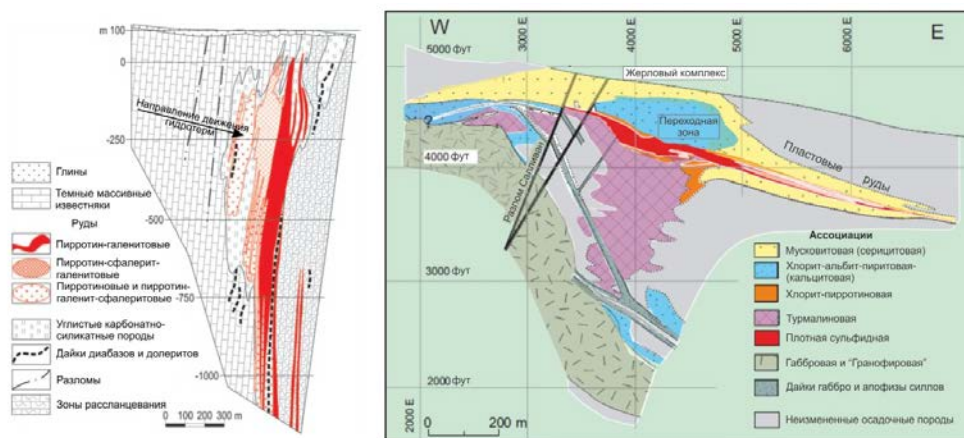 m 100
0
-250
-500
-750
-1000
Направление движения
гидротерм
Глины
Темные массивные
известняки
Руды
Пирротин-галенитовые
Пирротин-сфалерит-
галенитовые
Пирротиновые и пирротин-
галенит-сфалеритовые
Углистые карбонатно-
силикатные породы
Дайки диабазов и долеритов
Разломы
Зоны рассланцевания
0 100 200 300 m
W
E
3000 E
4000 E
5000 E
6000 E
5000 фут
Жерловый комплекс
Переходная
зона
?
4000 фут
Разлом Салливан
Пластовые
руды
3000 фут
2000 фут
2000 E
0
200 m
Ассоциации
Мусковитовая (серицитовая)
Хлорит-альбит-пиритовая-
(кальцитовая)
Хлорит-пирротиновая
Турмалиновая
Плотная сульфидная
Габбровая и "Гранофировая"
Дайки габбро и апофизы силлов
Неизмененные осадочные породы